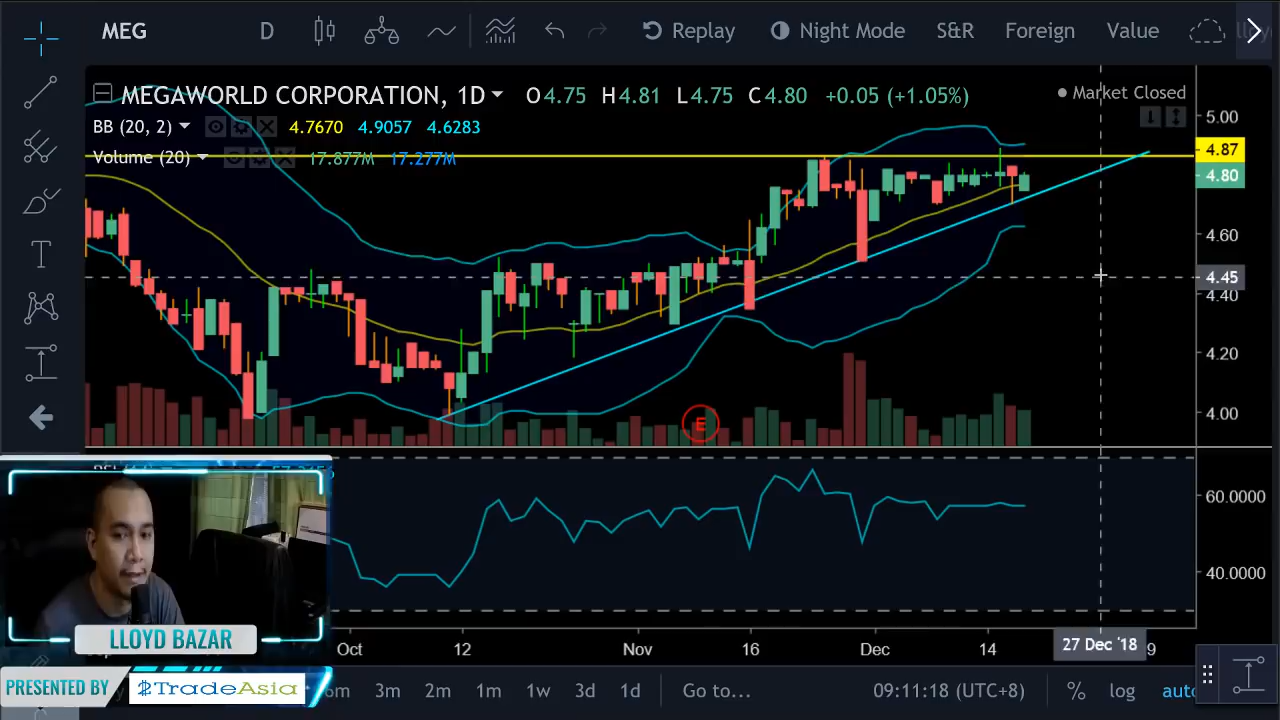 MEG D Replay Night Mode S&R Foreign Value
MEGAWORLD CORPORATION, 1D O4.75 H4.81 L4.75 C4.80 +0.05 (+1.05%)
Market Closed
BB (20, 2) 4.7670 4.9057 4.6283
Volume (20) 17.877M 17.277M
5.00
4.87
4.80
4.60
4.45
4.40
4.20
4.00
E
60.0000
40.0000
Oct 12 Nov 16 Dec 14 27 Dec '18 9
LLOYD BAZAR
PRESENTED BY TradeAsia
6m 3m 2m 1m 1w 3d 1d Go to... 09:11:18 (UTC+8) % log auto